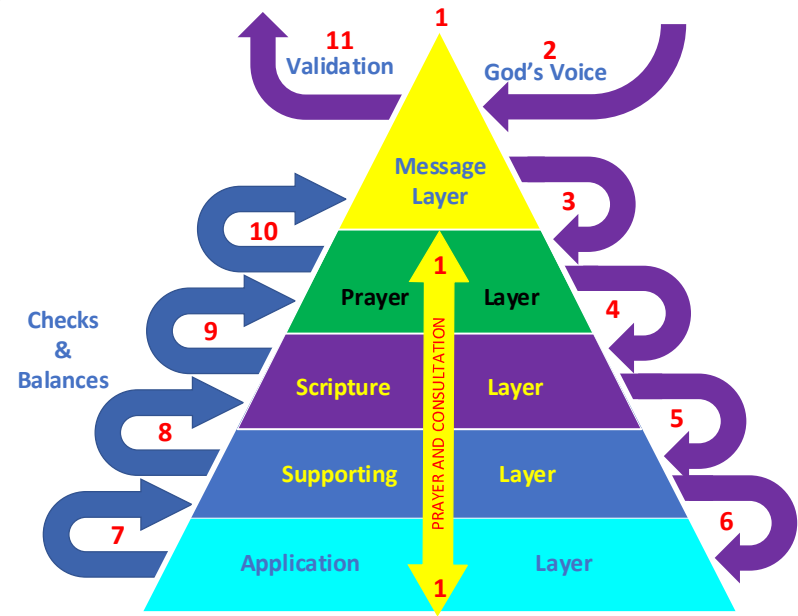 1
11
Validation
2
God's Voice
Message
Layer
3
10
1
Prayer Layer
4
Checks
&
Balances
9
Scripture Layer
5
8
Supporting Layer
6
7
Application Layer
PRAYER AND CONSULTATION
1